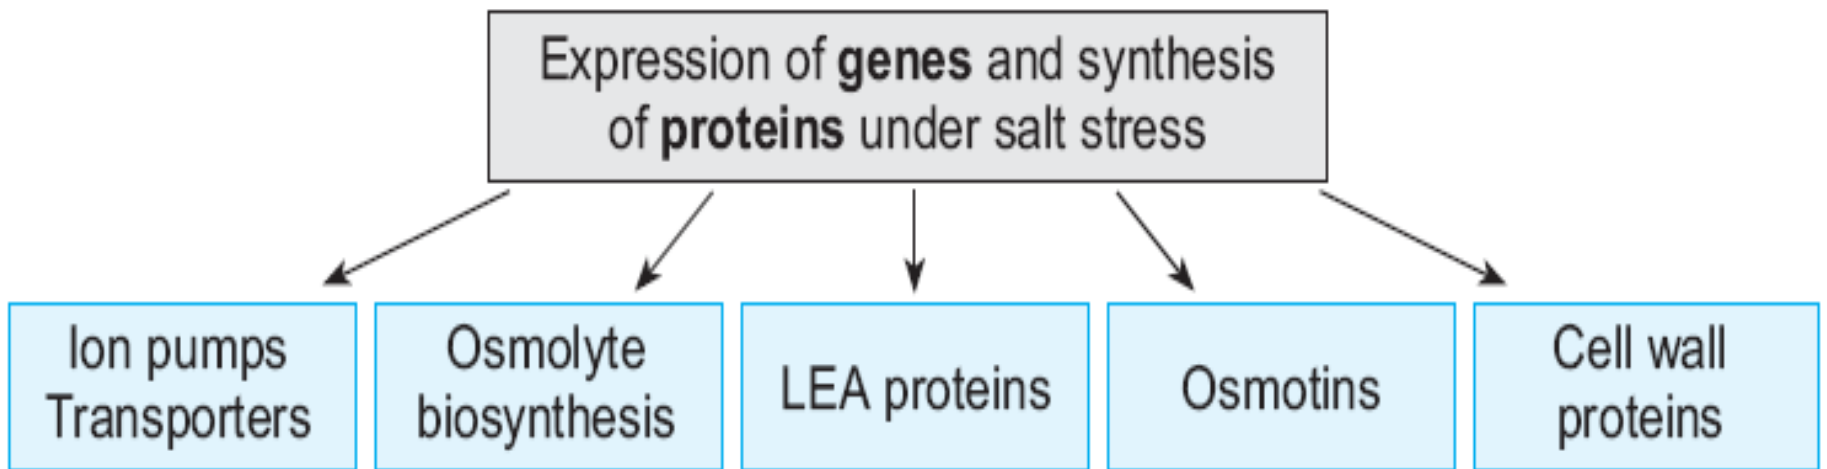 Expression of genes and synthesis
of proteins under salt stress
Ion pumps
Transporters
Osmolyte
biosynthesis
LEA proteins
Osmotins
Cell wall
proteins